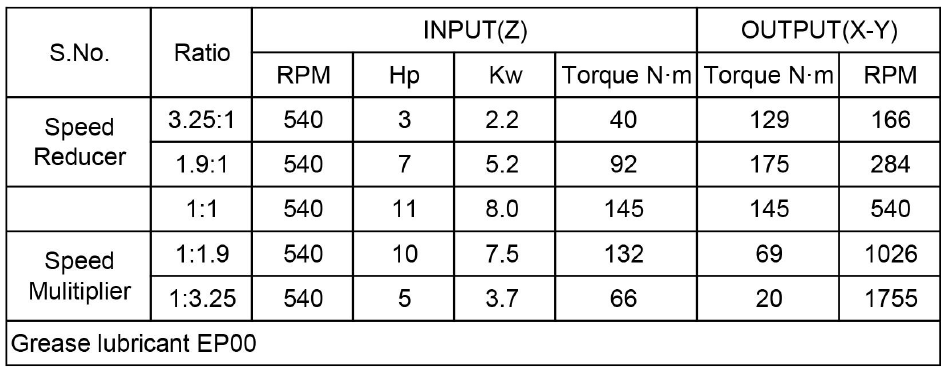 S.No. Ratio INPUT(Z) OUTPUT(X-Y)
RPM Hp Kw Torque N·m Torque N·m RPM
Speed Reducer 3.25:1 540 3 2.2 40 129 166
1.9:1 540 7 5.2 92 175 284
1:1 540 11 8.0 145 145 540
Speed Mulitiplier 1:1.9 540 10 7.5 132 69 1026
1:3.25 540 5 3.7 66 20 1755
Grease lubricant EP00